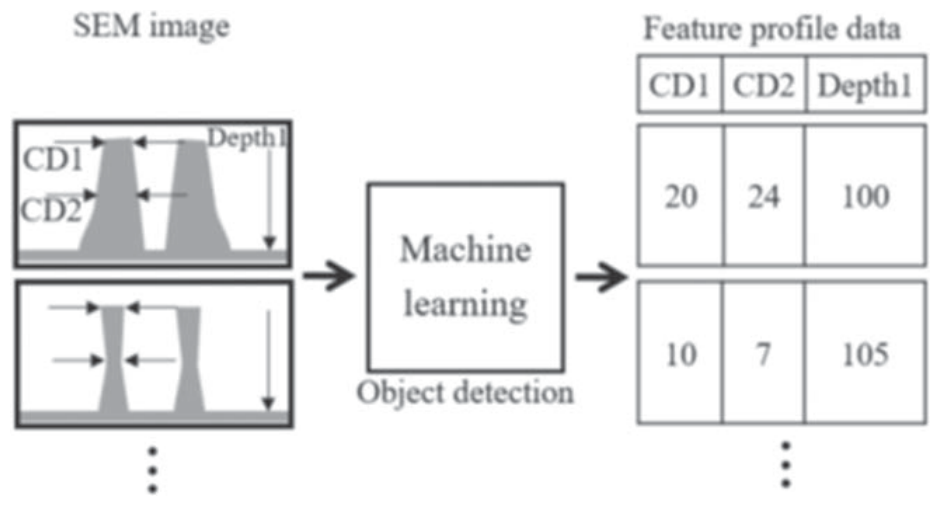 SEM image
Feature profile data
CD1 CD2 Depth1
Depth1
CD1
CD2
20 24 100
Machine
learning
10 7 105
Object detection